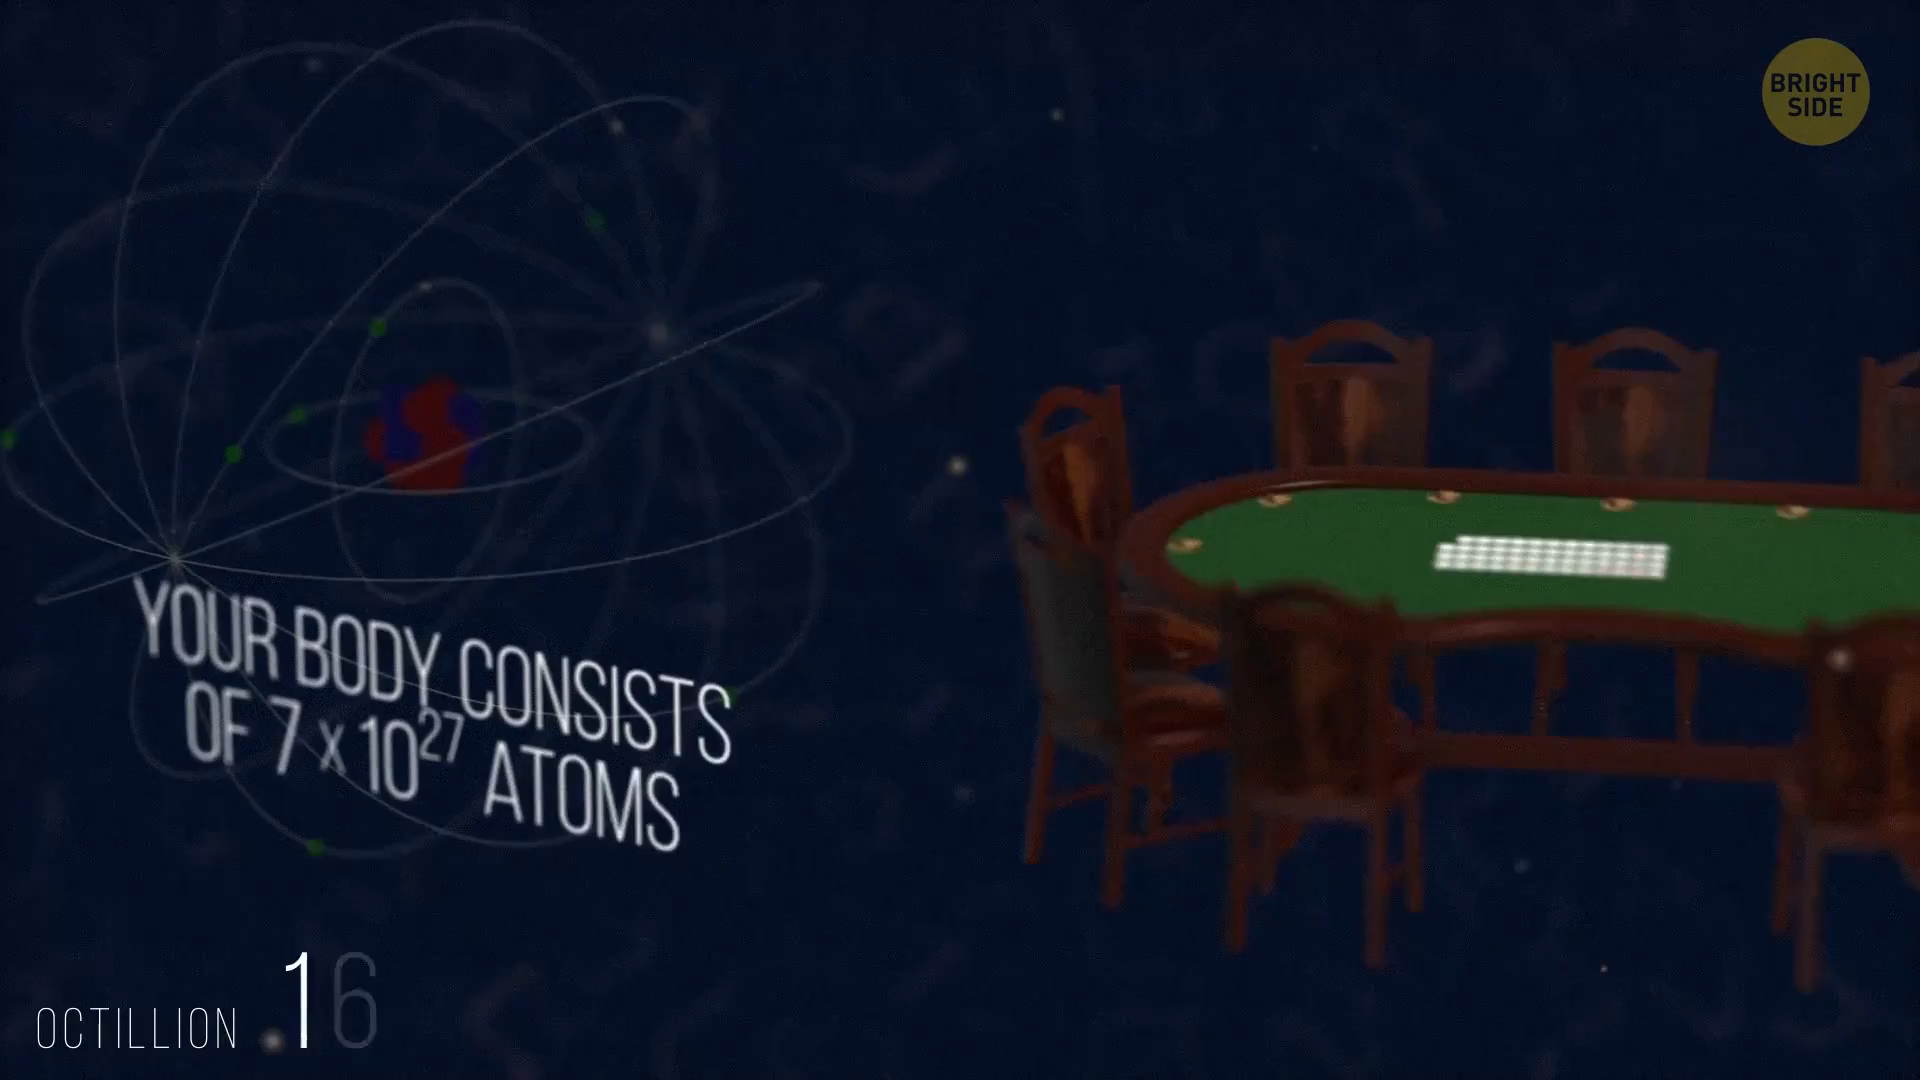 BRIGHT
SIDE
YOUR BODY CONSISTS
OF 7 x 10²⁷ ATOMS
OCTILLION 16